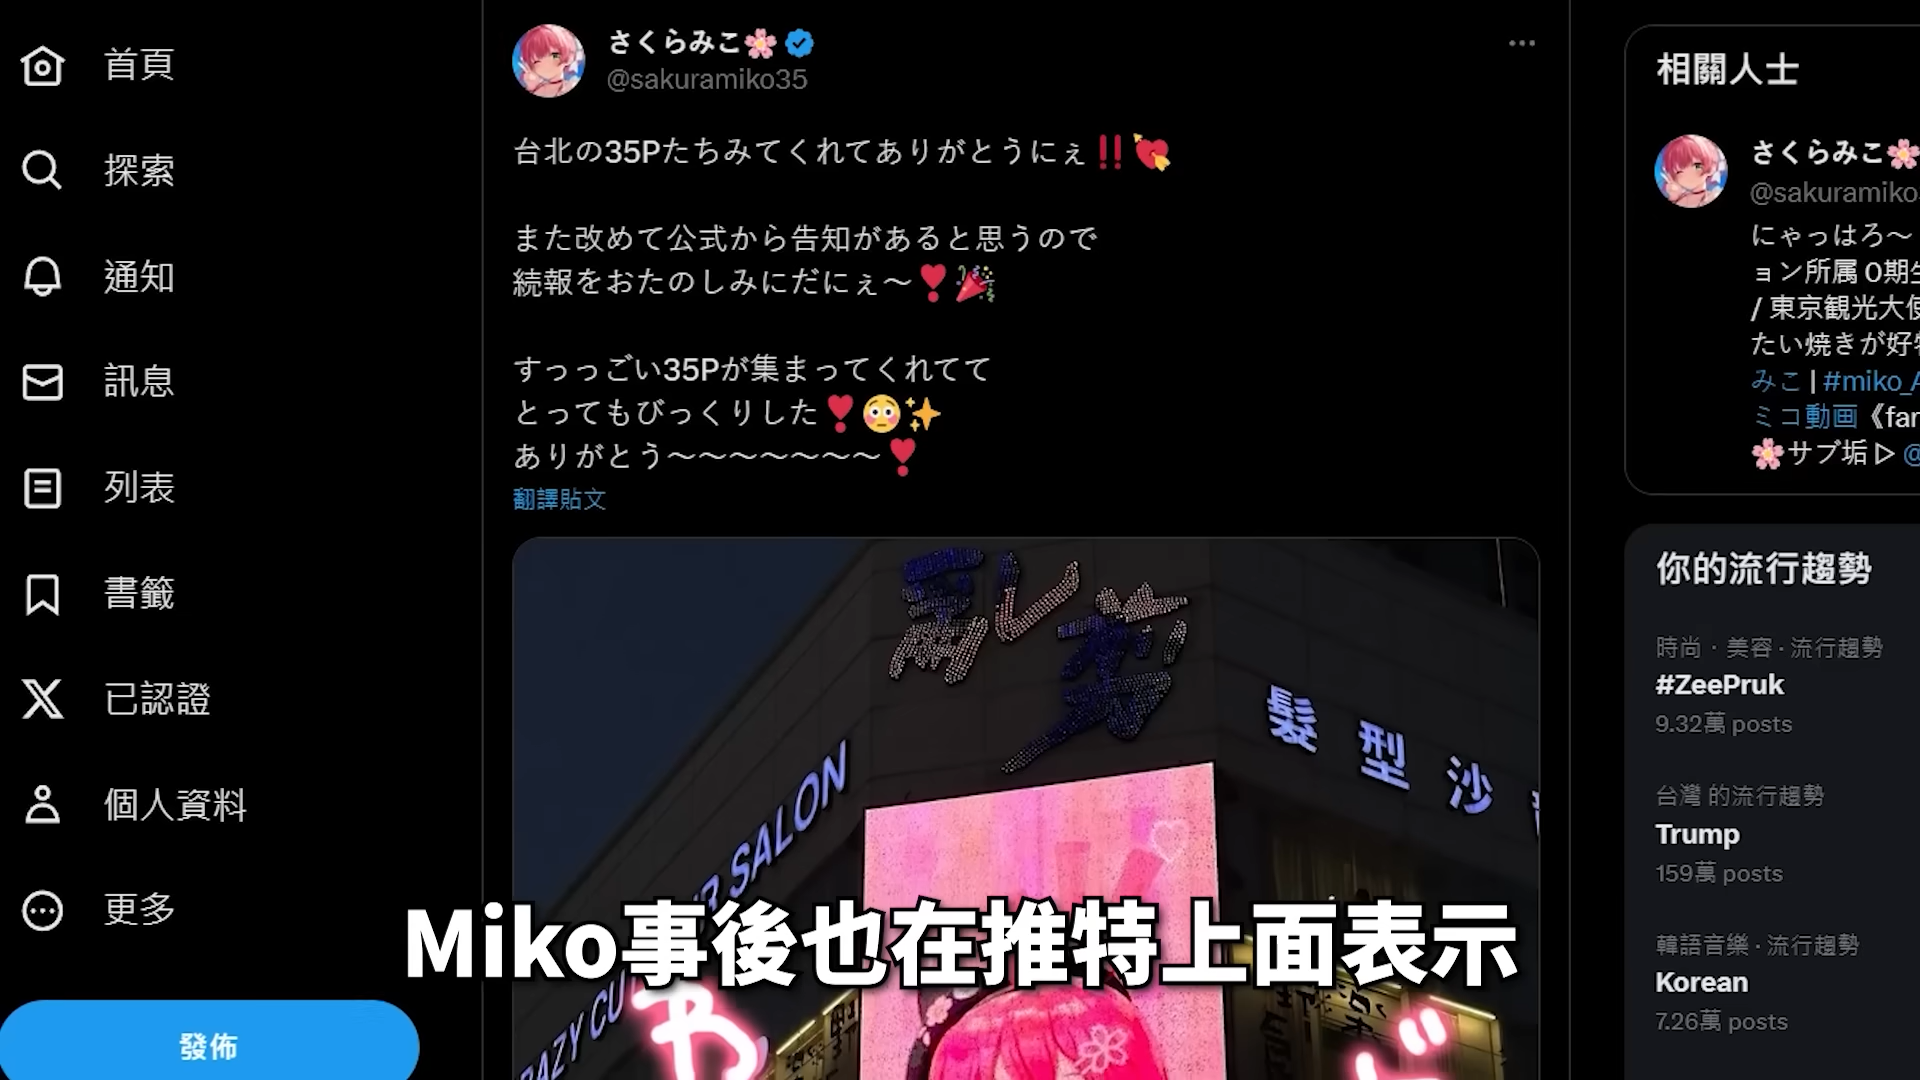 首頁
探索
通知
訊息
列表
書籤
已認證
個人資料
更多
發佈
さくらみこ🌸
@sakuramiko35
台北の35Pたちみてくれてありがとうにぇ‼️💘
また改めて公式から告知があると思うので
続報をおたのしみにだにぇ～❣️🎉
すっっごい35Pが集まってくれてて
とってもびっくりした❣️😳✨
ありがとう～～～～～～～❣️
翻譯貼文
髮型沙
SALON
Miko事後也在推特上面表示
相關人士
さくらみこ🌸
@sakuramiko
にゃっはろ～
ョン所属 0期生
/ 東京観光大使
たい焼きが好物
みこ | #miko_A
ミコ動画《far
🌸サブ垢▷ @
你的流行趨勢
時尚 · 美容 · 流行趨勢
#ZeePruk
9.32萬 posts
台灣 的流行趨勢
Trump
159萬 posts
韓語音樂 · 流行趨勢
Korean
7.26萬 posts